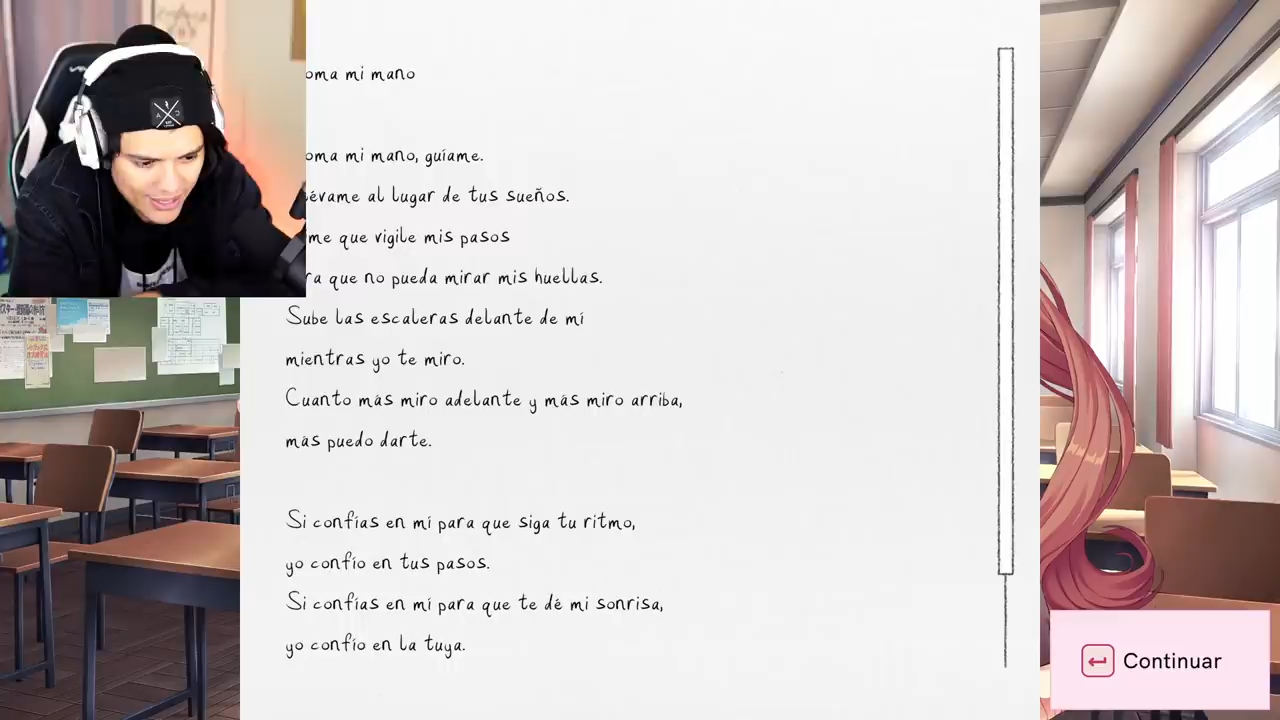 oma mi mano
oma mi mano, guíame.
évame al lugar de tus sueños.
me que vigile mis pasos
ra que no pueda mirar mis huellas.
Sube las escaleras delante de mí
mientras yo te miro.
Cuanto más miro adelante y más miro arriba,
más puedo darte.
Si confías en mí para que siga tu ritmo,
yo confío en tus pasos.
Si confías en mí para que te dé mi sonrisa,
yo confío en la tuya.
Continuar